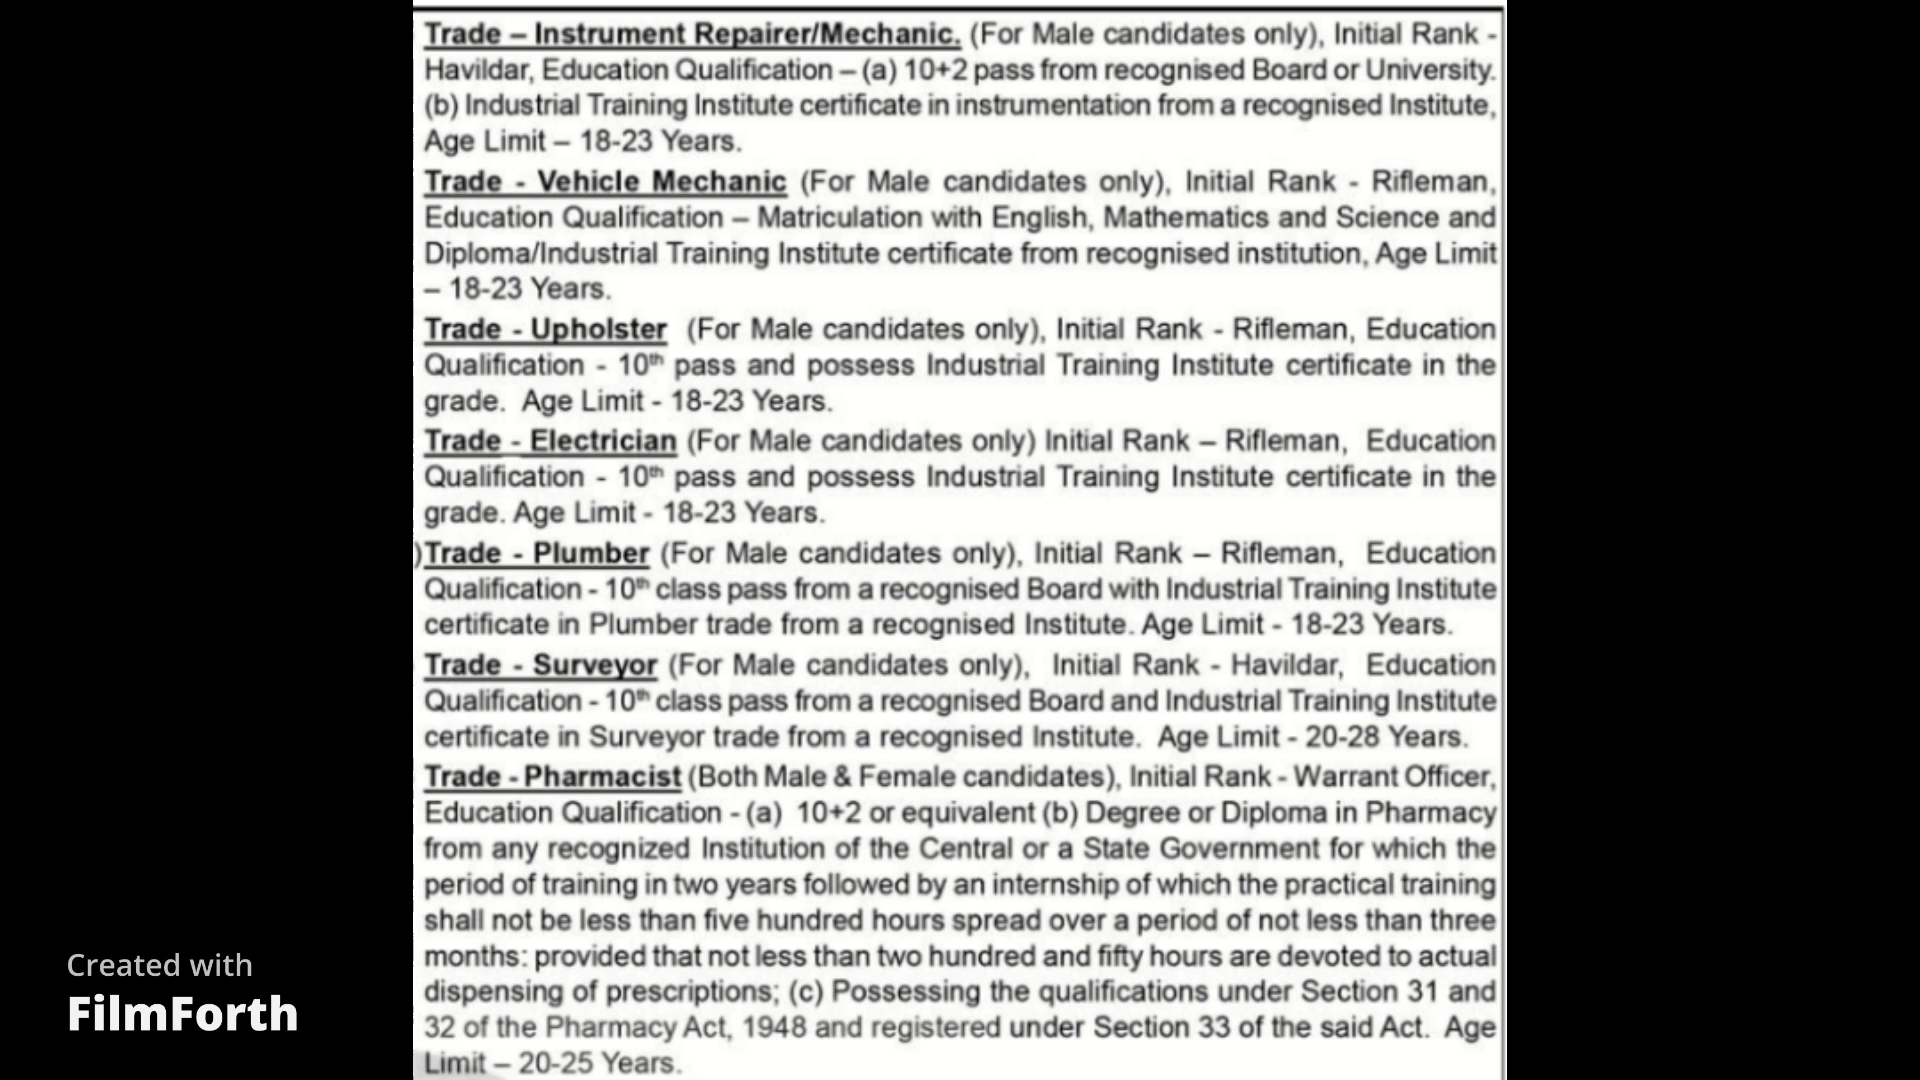 Trade – Instrument Repairer/Mechanic. (For Male candidates only), Initial Rank -
Havildar, Education Qualification – (a) 10+2 pass from recognised Board or University.
(b) Industrial Training Institute certificate in instrumentation from a recognised Institute,
Age Limit – 18-23 Years.
Trade - Vehicle Mechanic (For Male candidates only), Initial Rank - Rifleman,
Education Qualification – Matriculation with English, Mathematics and Science and
Diploma/Industrial Training Institute certificate from recognised institution, Age Limit
– 18-23 Years.
Trade - Upholster (For Male candidates only), Initial Rank - Rifleman, Education
Qualification - 10th pass and possess Industrial Training Institute certificate in the
grade. Age Limit - 18-23 Years.
Trade - Electrician (For Male candidates only) Initial Rank – Rifleman, Education
Qualification - 10th pass and possess Industrial Training Institute certificate in the
grade. Age Limit - 18-23 Years.
)Trade - Plumber (For Male candidates only), Initial Rank – Rifleman, Education
Qualification - 10th class pass from a recognised Board with Industrial Training Institute
certificate in Plumber trade from a recognised Institute. Age Limit - 18-23 Years.
Trade - Surveyor (For Male candidates only), Initial Rank - Havildar, Education
Qualification - 10th class pass from a recognised Board and Industrial Training Institute
certificate in Surveyor trade from a recognised Institute. Age Limit - 20-28 Years.
Trade - Pharmacist (Both Male & Female candidates), Initial Rank - Warrant Officer,
Education Qualification - (a) 10+2 or equivalent (b) Degree or Diploma in Pharmacy
from any recognized Institution of the Central or a State Government for which the
period of training in two years followed by an internship of which the practical training
shall not be less than five hundred hours spread over a period of not less than three
months: provided that not less than two hundred and fifty hours are devoted to actual
dispensing of prescriptions; (c) Possessing the qualifications under Section 31 and
32 of the Pharmacy Act, 1948 and registered under Section 33 of the said Act. Age
Limit – 20-25 Years.
Created with
FilmForth